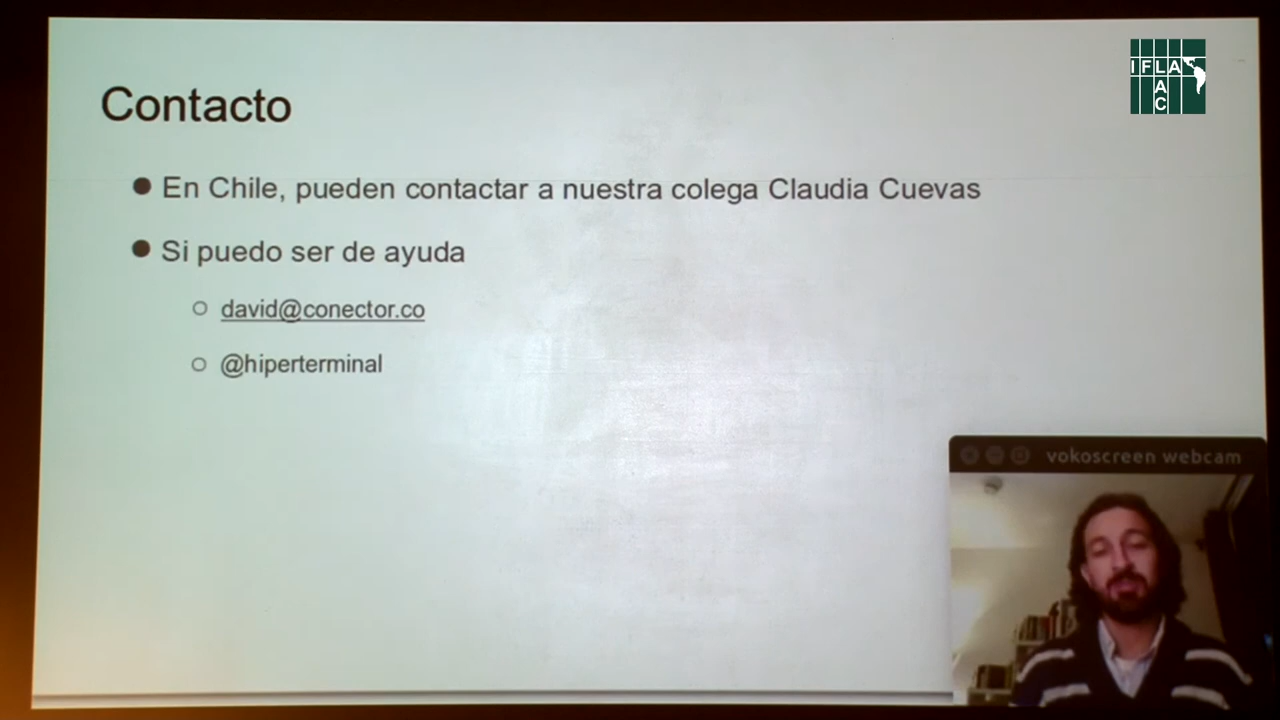 IFLA
LAC
Contacto
En Chile, pueden contactar a nuestra colega Claudia Cuevas
Si puedo ser de ayuda
david@conector.co
@hiperterminal
vokoscreen webcam